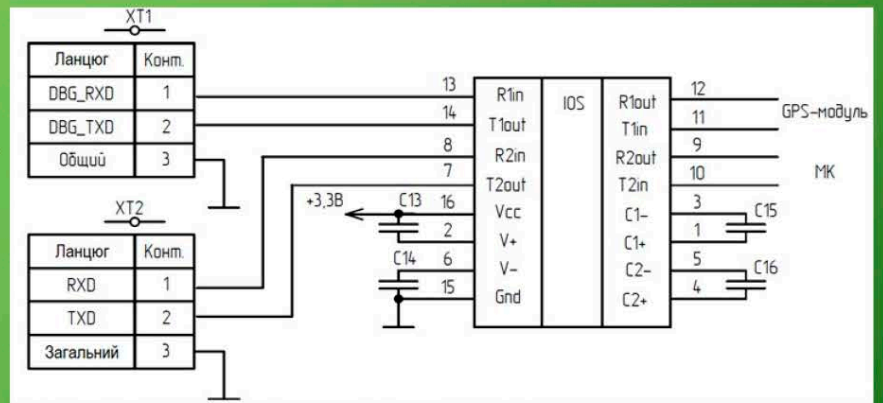 XT1
Ланцюг Конт.
DBG_RXD 1
DBG_TXD 2
Общий 3
XT2
Ланцюг Конт.
RXD 1
TXD 2
Загальний 3
+3,3В
C13
C14
13 R1in IOS R1out 12
14 T1out T1in 11
GPS-модуль
8 R2in R2out 9
7 T2out T2in 10
МК
16 Vcc C1- 3
2 V+ C1+ 1
C15
6 V- C2- 5
15 Gnd C2+ 4
C16